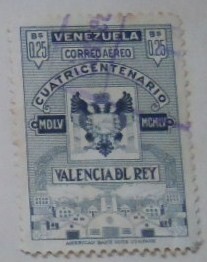 Bs VENEZUELA Bs
0.25 CORREO AEREO 0.25
CUATRICENTENARIO
MDLV MCMLV
VALENCIA DL REY
AMERICAN BANK NOTE COMPANY